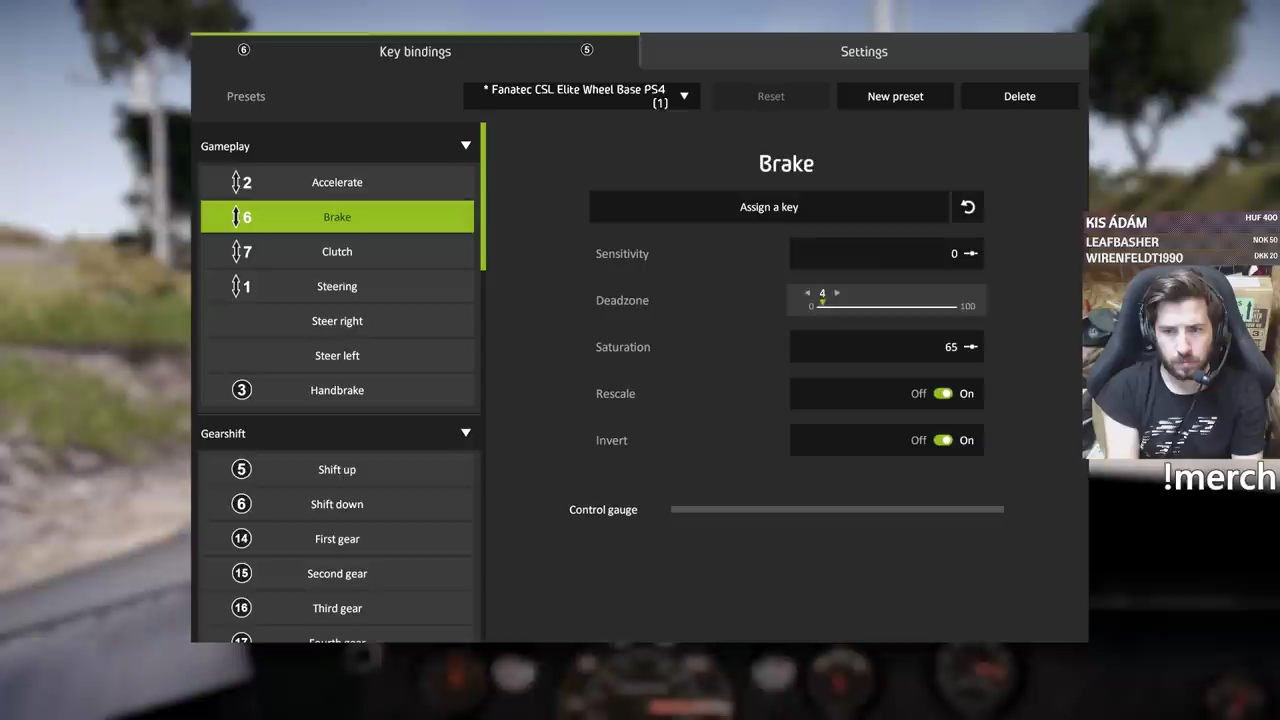 6
Key bindings
5
Settings
Presets
* Fanatec CSL Elite Wheel Base PS4
(1)
Reset
New preset
Delete
Gameplay
2 Accelerate
6 Brake
7 Clutch
1 Steering
Steer right
Steer left
3 Handbrake
Gearshift
5 Shift up
6 Shift down
14 First gear
15 Second gear
16 Third gear
17 Fourth gear
Brake
Assign a key
Sensitivity 0
Deadzone 4
0 100
Saturation 65
Rescale Off On
Invert Off On
Control gauge
KIS ÁDÁM HUF 400
LEAFBASHER NOK 50
WIRENFELDT1990 DKK 20
!merch